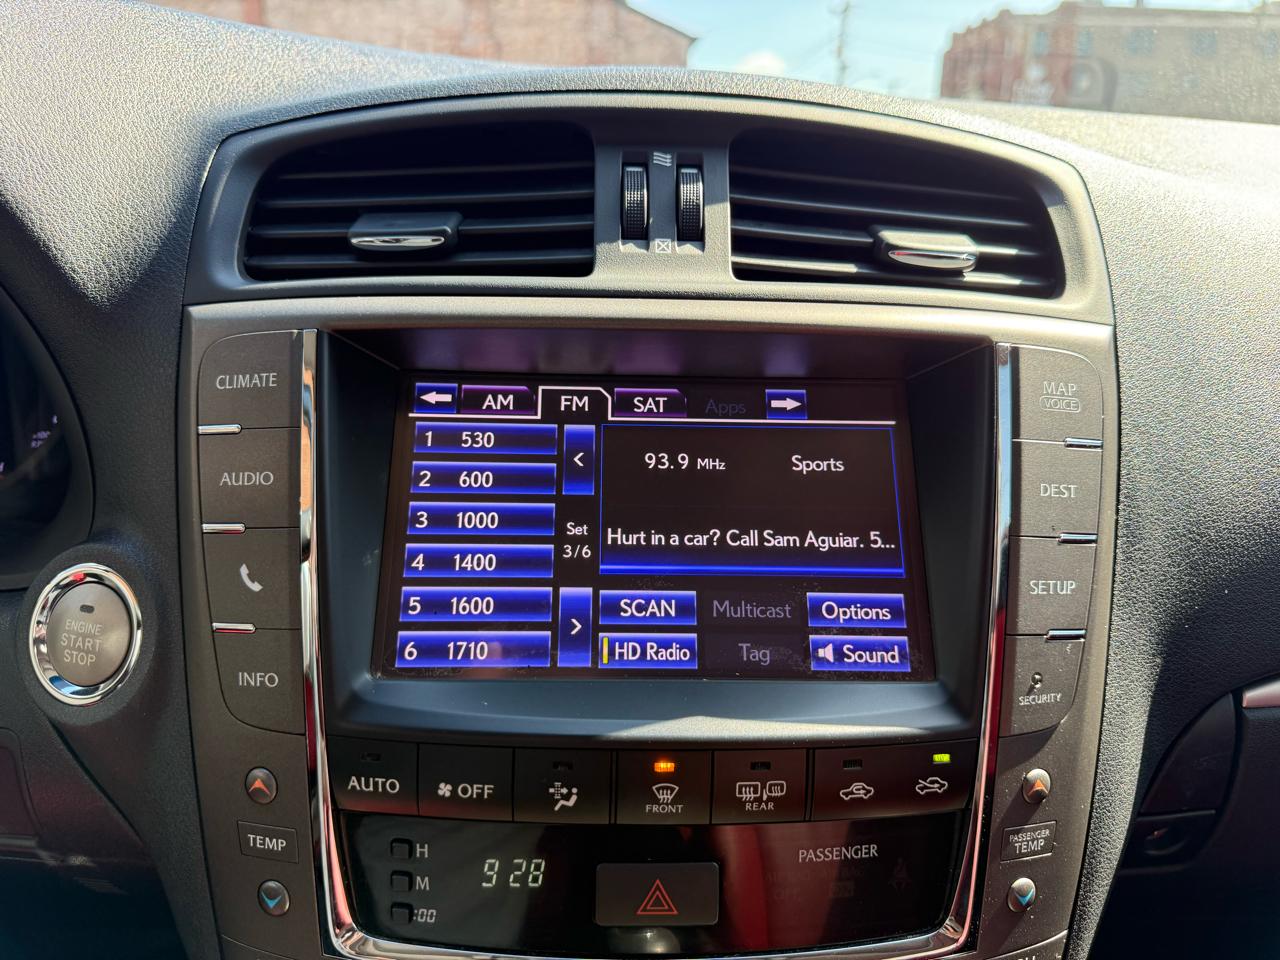 CLIMATE
AUDIO
INFO
ENGINE
START
STOP
AM FM SAT Apps
1 530
2 600
3 1000
4 1400
5 1600
6 1710
<
Set
3/6
>
93.9 MHz Sports
Hurt in a car? Call Sam Aguiar. 5...
SCAN Multicast Options
HD Radio Tag Sound
MAP
VOICE
DEST
SETUP
SECURITY
AUTO OFF FRONT REAR
TEMP
H
M
:00
9 28
PASSENGER
PASSENGER
TEMP